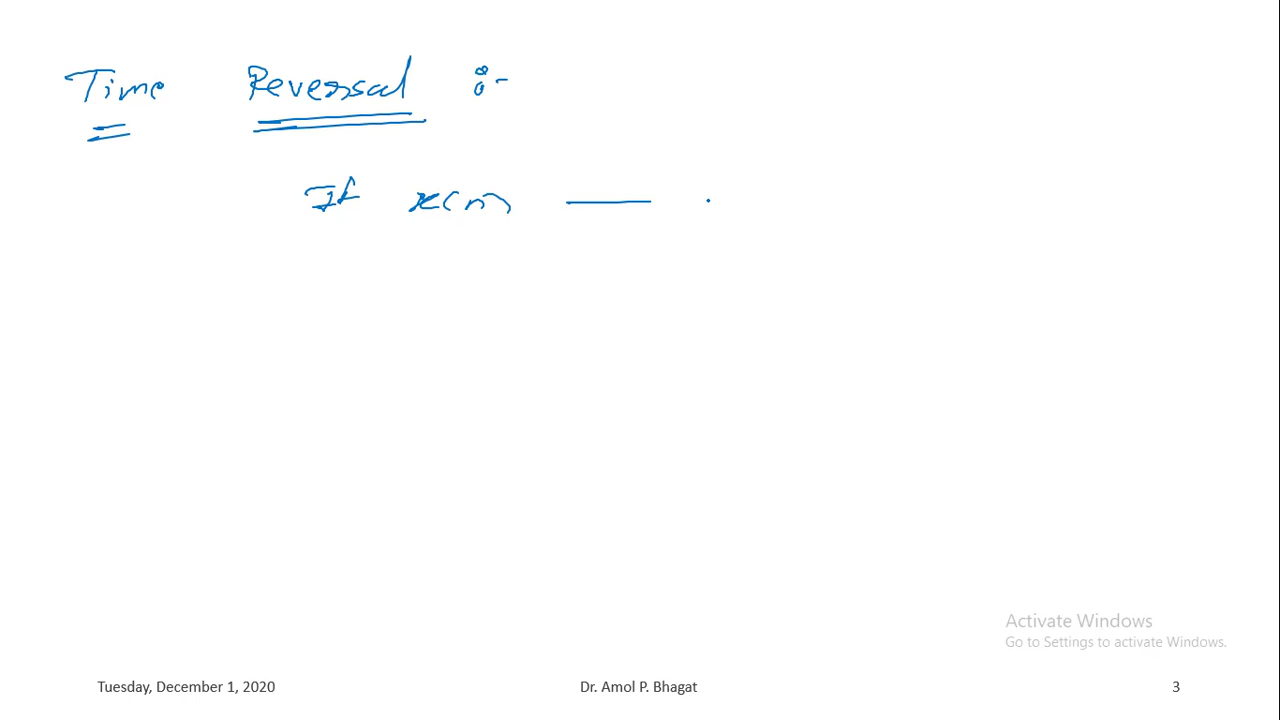 Time Reversal :-
If x(n) —— .
Activate Windows
Go to Settings to activate Windows.
Tuesday, December 1, 2020 Dr. Amol P. Bhagat 3